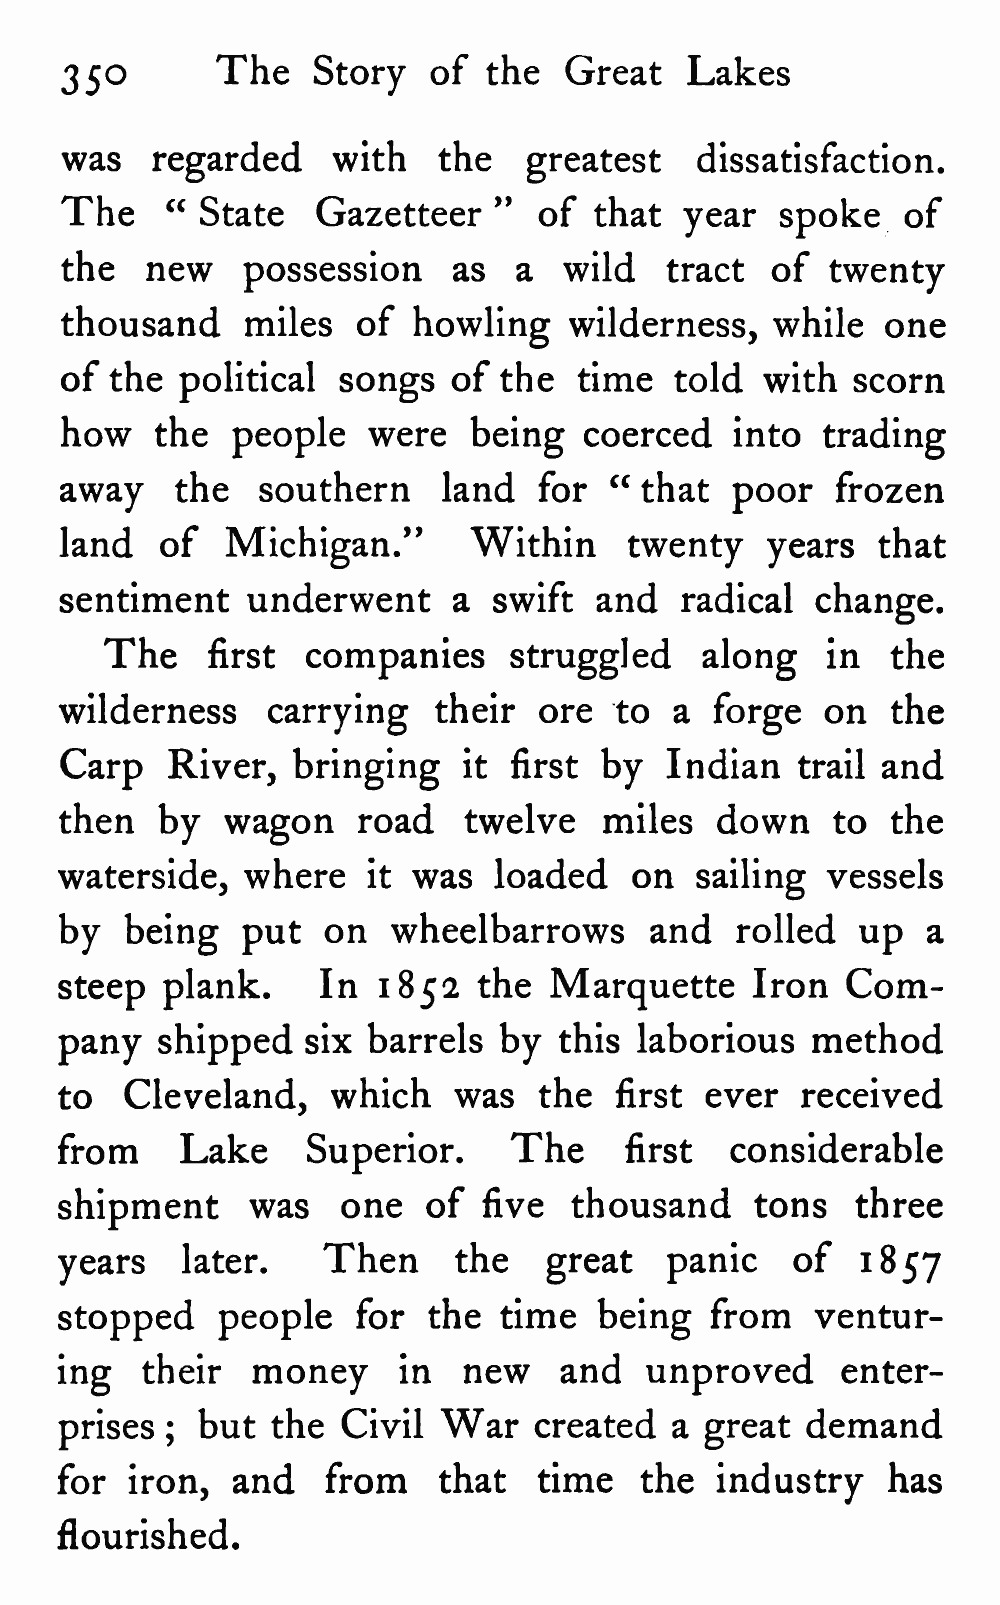 350 The Story of the Great Lakes
was regarded with the greatest dissatisfaction.
The “ State Gazetteer ” of that year spoke of
the new possession as a wild tract of twenty
thousand miles of howling wilderness, while one
of the political songs of the time told with scorn
how the people were being coerced into trading
away the southern land for “ that poor frozen
land of Michigan.” Within twenty years that
sentiment underwent a swift and radical change.
The first companies struggled along in the
wilderness carrying their ore to a forge on the
Carp River, bringing it first by Indian trail and
then by wagon road twelve miles down to the
waterside, where it was loaded on sailing vessels
by being put on wheelbarrows and rolled up a
steep plank. In 1852 the Marquette Iron Com-
pany shipped six barrels by this laborious method
to Cleveland, which was the first ever received
from Lake Superior. The first considerable
shipment was one of five thousand tons three
years later. Then the great panic of 1857
stopped people for the time being from ventur-
ing their money in new and unproved enter-
prises ; but the Civil War created a great demand
for iron, and from that time the industry has
flourished.